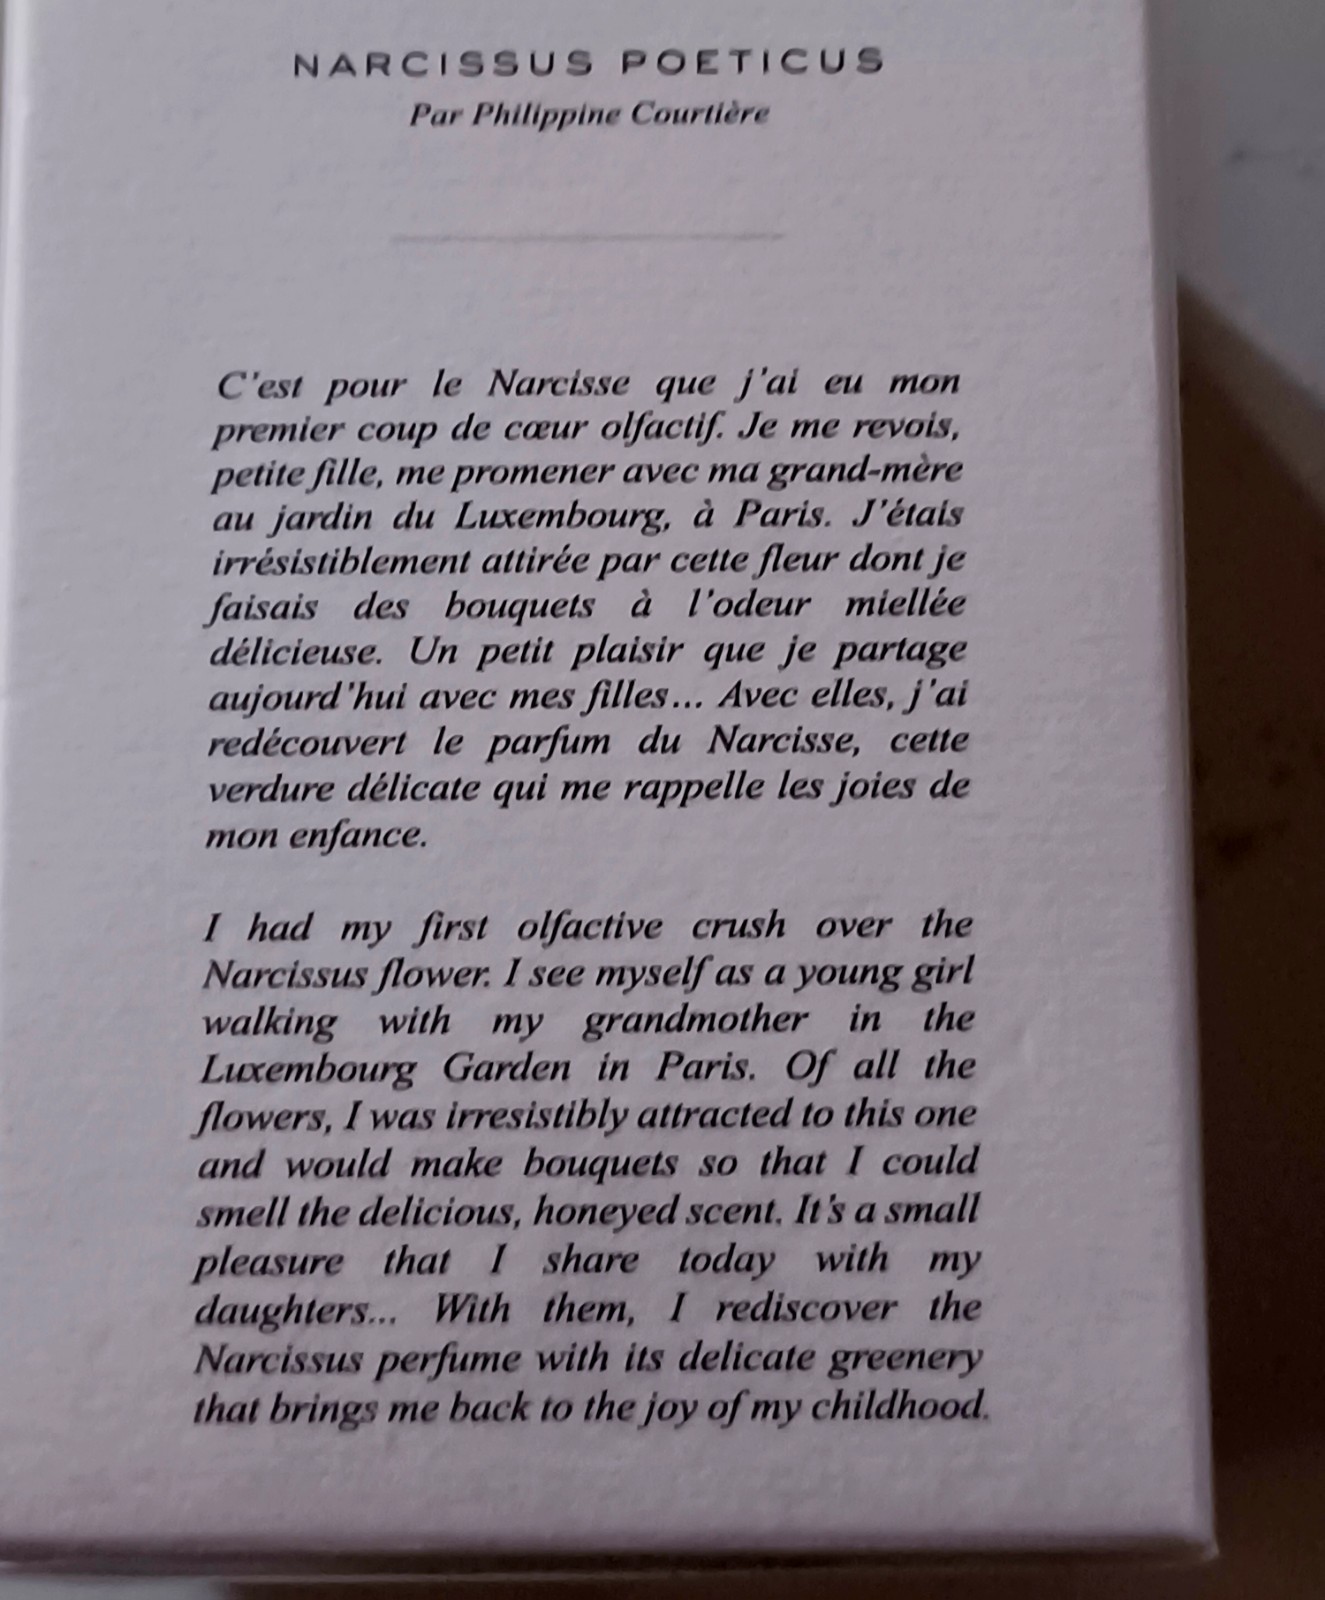 NARCISSUS POETICUS
Par Philippine Courtière
C'est pour le Narcisse que j'ai eu mon
premier coup de cœur olfactif. Je me revois,
petite fille, me promener avec ma grand-mère
au jardin du Luxembourg, à Paris. J'étais
irrésistiblement attirée par cette fleur dont je
faisais des bouquets à l'odeur miellée
délicieuse. Un petit plaisir que je partage
aujourd'hui avec mes filles... Avec elles, j'ai
redécouvert le parfum du Narcisse, cette
verdure délicate qui me rappelle les joies de
mon enfance.
I had my first olfactive crush over the
Narcissus flower. I see myself as a young girl
walking with my grandmother in the
Luxembourg Garden in Paris. Of all the
flowers, I was irresistibly attracted to this one
and would make bouquets so that I could
smell the delicious, honeyed scent. It's a small
pleasure that I share today with my
daughters... With them, I rediscover the
Narcissus perfume with its delicate greenery
that brings me back to the joy of my childhood.